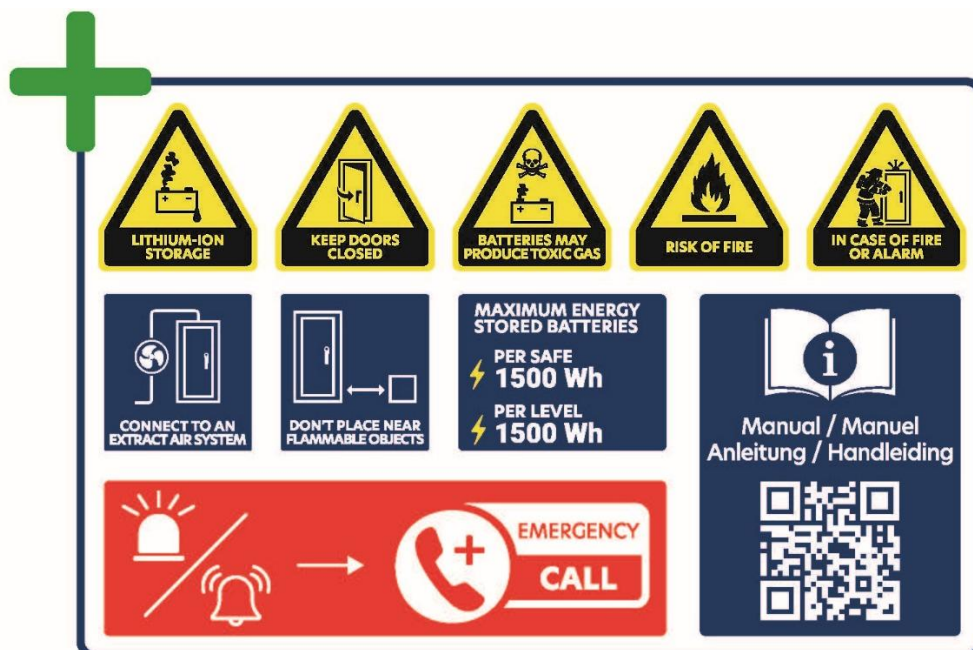 LITHIUM-ION
STORAGE
KEEP DOORS
CLOSED
BATTERIES MAY
PRODUCE TOXIC GAS
RISK OF FIRE
IN CASE OF FIRE
OR ALARM
CONNECT TO AN
EXTRACT AIR SYSTEM
DON'T PLACE NEAR
FLAMMABLE OBJECTS
MAXIMUM ENERGY
STORED BATTERIES
PER SAFE
1500 Wh
PER LEVEL
1500 Wh
Manual / Manuel
Anleitung / Handleiding
EMERGENCY
CALL